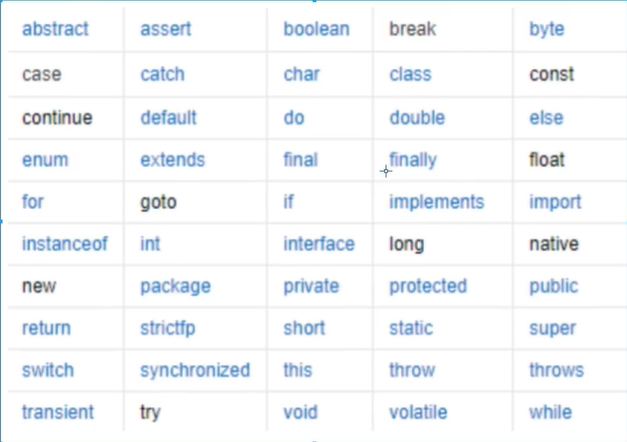 abstract assert boolean break byte
case catch char class const
continue default do double else
enum extends final finally float
for goto if implements import
instanceof int interface long native
new package private protected public
return strictfp short static super
switch synchronized this throw throws
transient try void volatile while